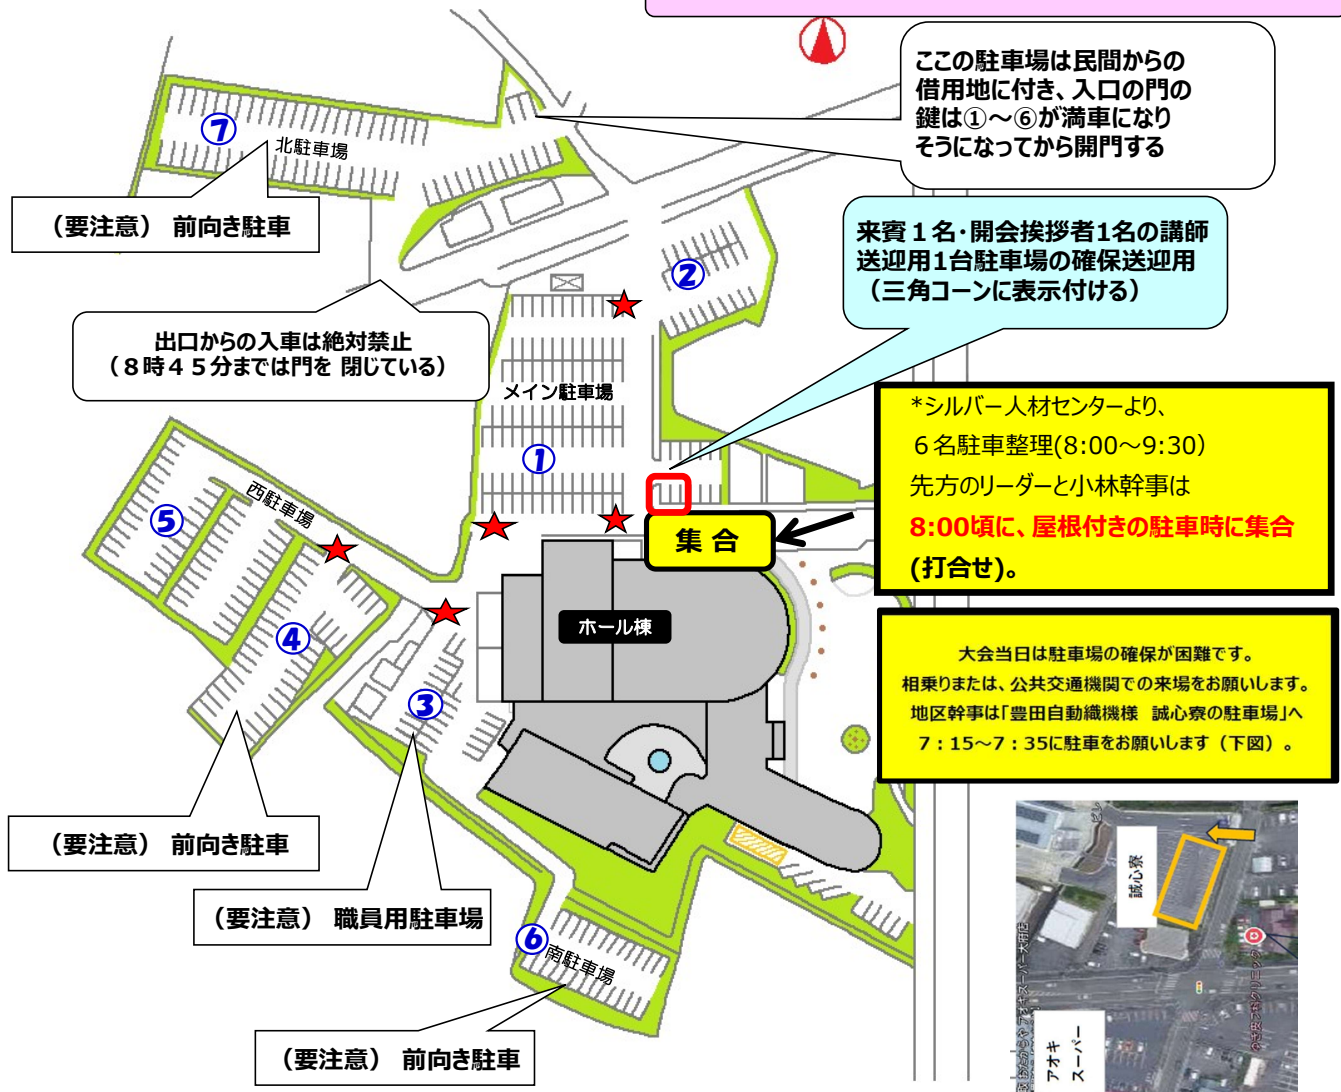 ここの駐車場は民間からの
借用地に付き、入口の門の
鍵は①～⑥が満車になり
そうになってから開門する
⑦
北駐車場
（要注意） 前向き駐車
来賓１名・開会挨拶者1名の講師
送迎用1台駐車場の確保送迎用
（三角コーンに表示付ける）
②
出口からの入車は絶対禁止
（８時４５分までは門を 閉じている）
メイン駐車場
①
*シルバー人材センターより、
６名駐車整理(8:00～9:30)
先方のリーダーと小林幹事は
8:00頃に、屋根付きの駐車時に集合
(打合せ)。
集 合
西駐車場
⑤
④
③
ホール棟
大会当日は駐車場の確保が困難です。
相乗りまたは、公共交通機関での来場をお願いします。
地区幹事は「豊田自動織機様　誠心寮の駐車場」へ
７：15～７：35に駐車をお願いします（下図）。
（要注意） 前向き駐車
（要注意） 職員用駐車場
⑥
南駐車場
（要注意） 前向き駐車
ビレ
誠心寮
アオキスーパー大府店
アオキ
スーパー